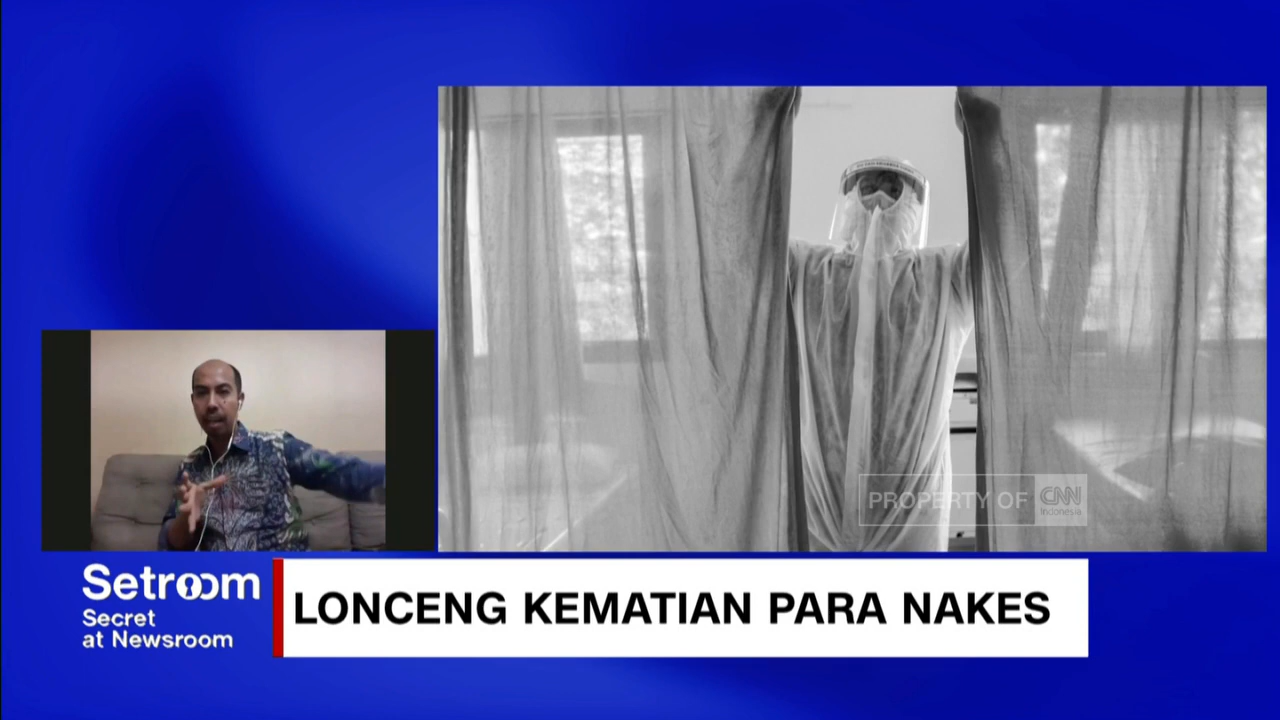 PROPERTY OF CNN
Indonesia
Setroom
Secret
at Newsroom
LONCENG KEMATIAN PARA NAKES